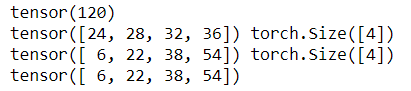 tensor(120)
tensor([24, 28, 32, 36]) torch.Size([4])
tensor([ 6, 22, 38, 54]) torch.Size([4])
tensor([ 6, 22, 38, 54])